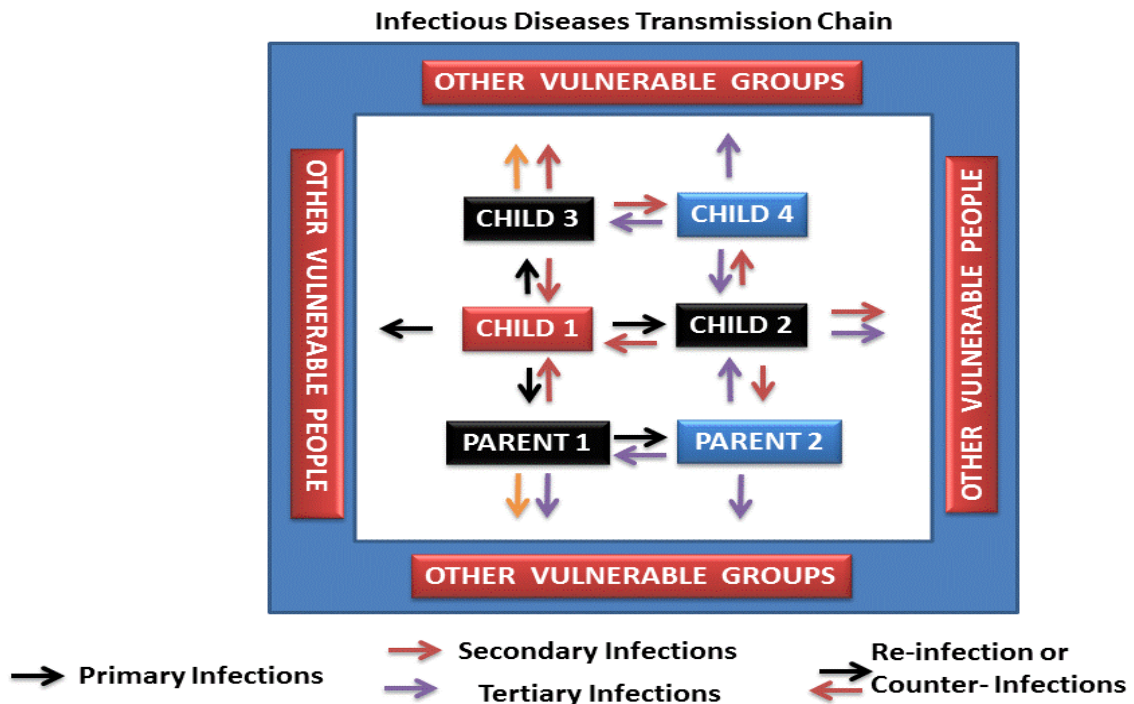 Infectious Diseases Transmission Chain
OTHER VULNERABLE GROUPS
OTHER VULNERABLE PEOPLE
OTHER VULNERABLE PEOPLE
CHILD 3
CHILD 4
CHILD 1
CHILD 2
PARENT 1
PARENT 2
OTHER VULNERABLE GROUPS
Primary Infections
Secondary Infections
Tertiary Infections
Re-infection or
Counter- Infections